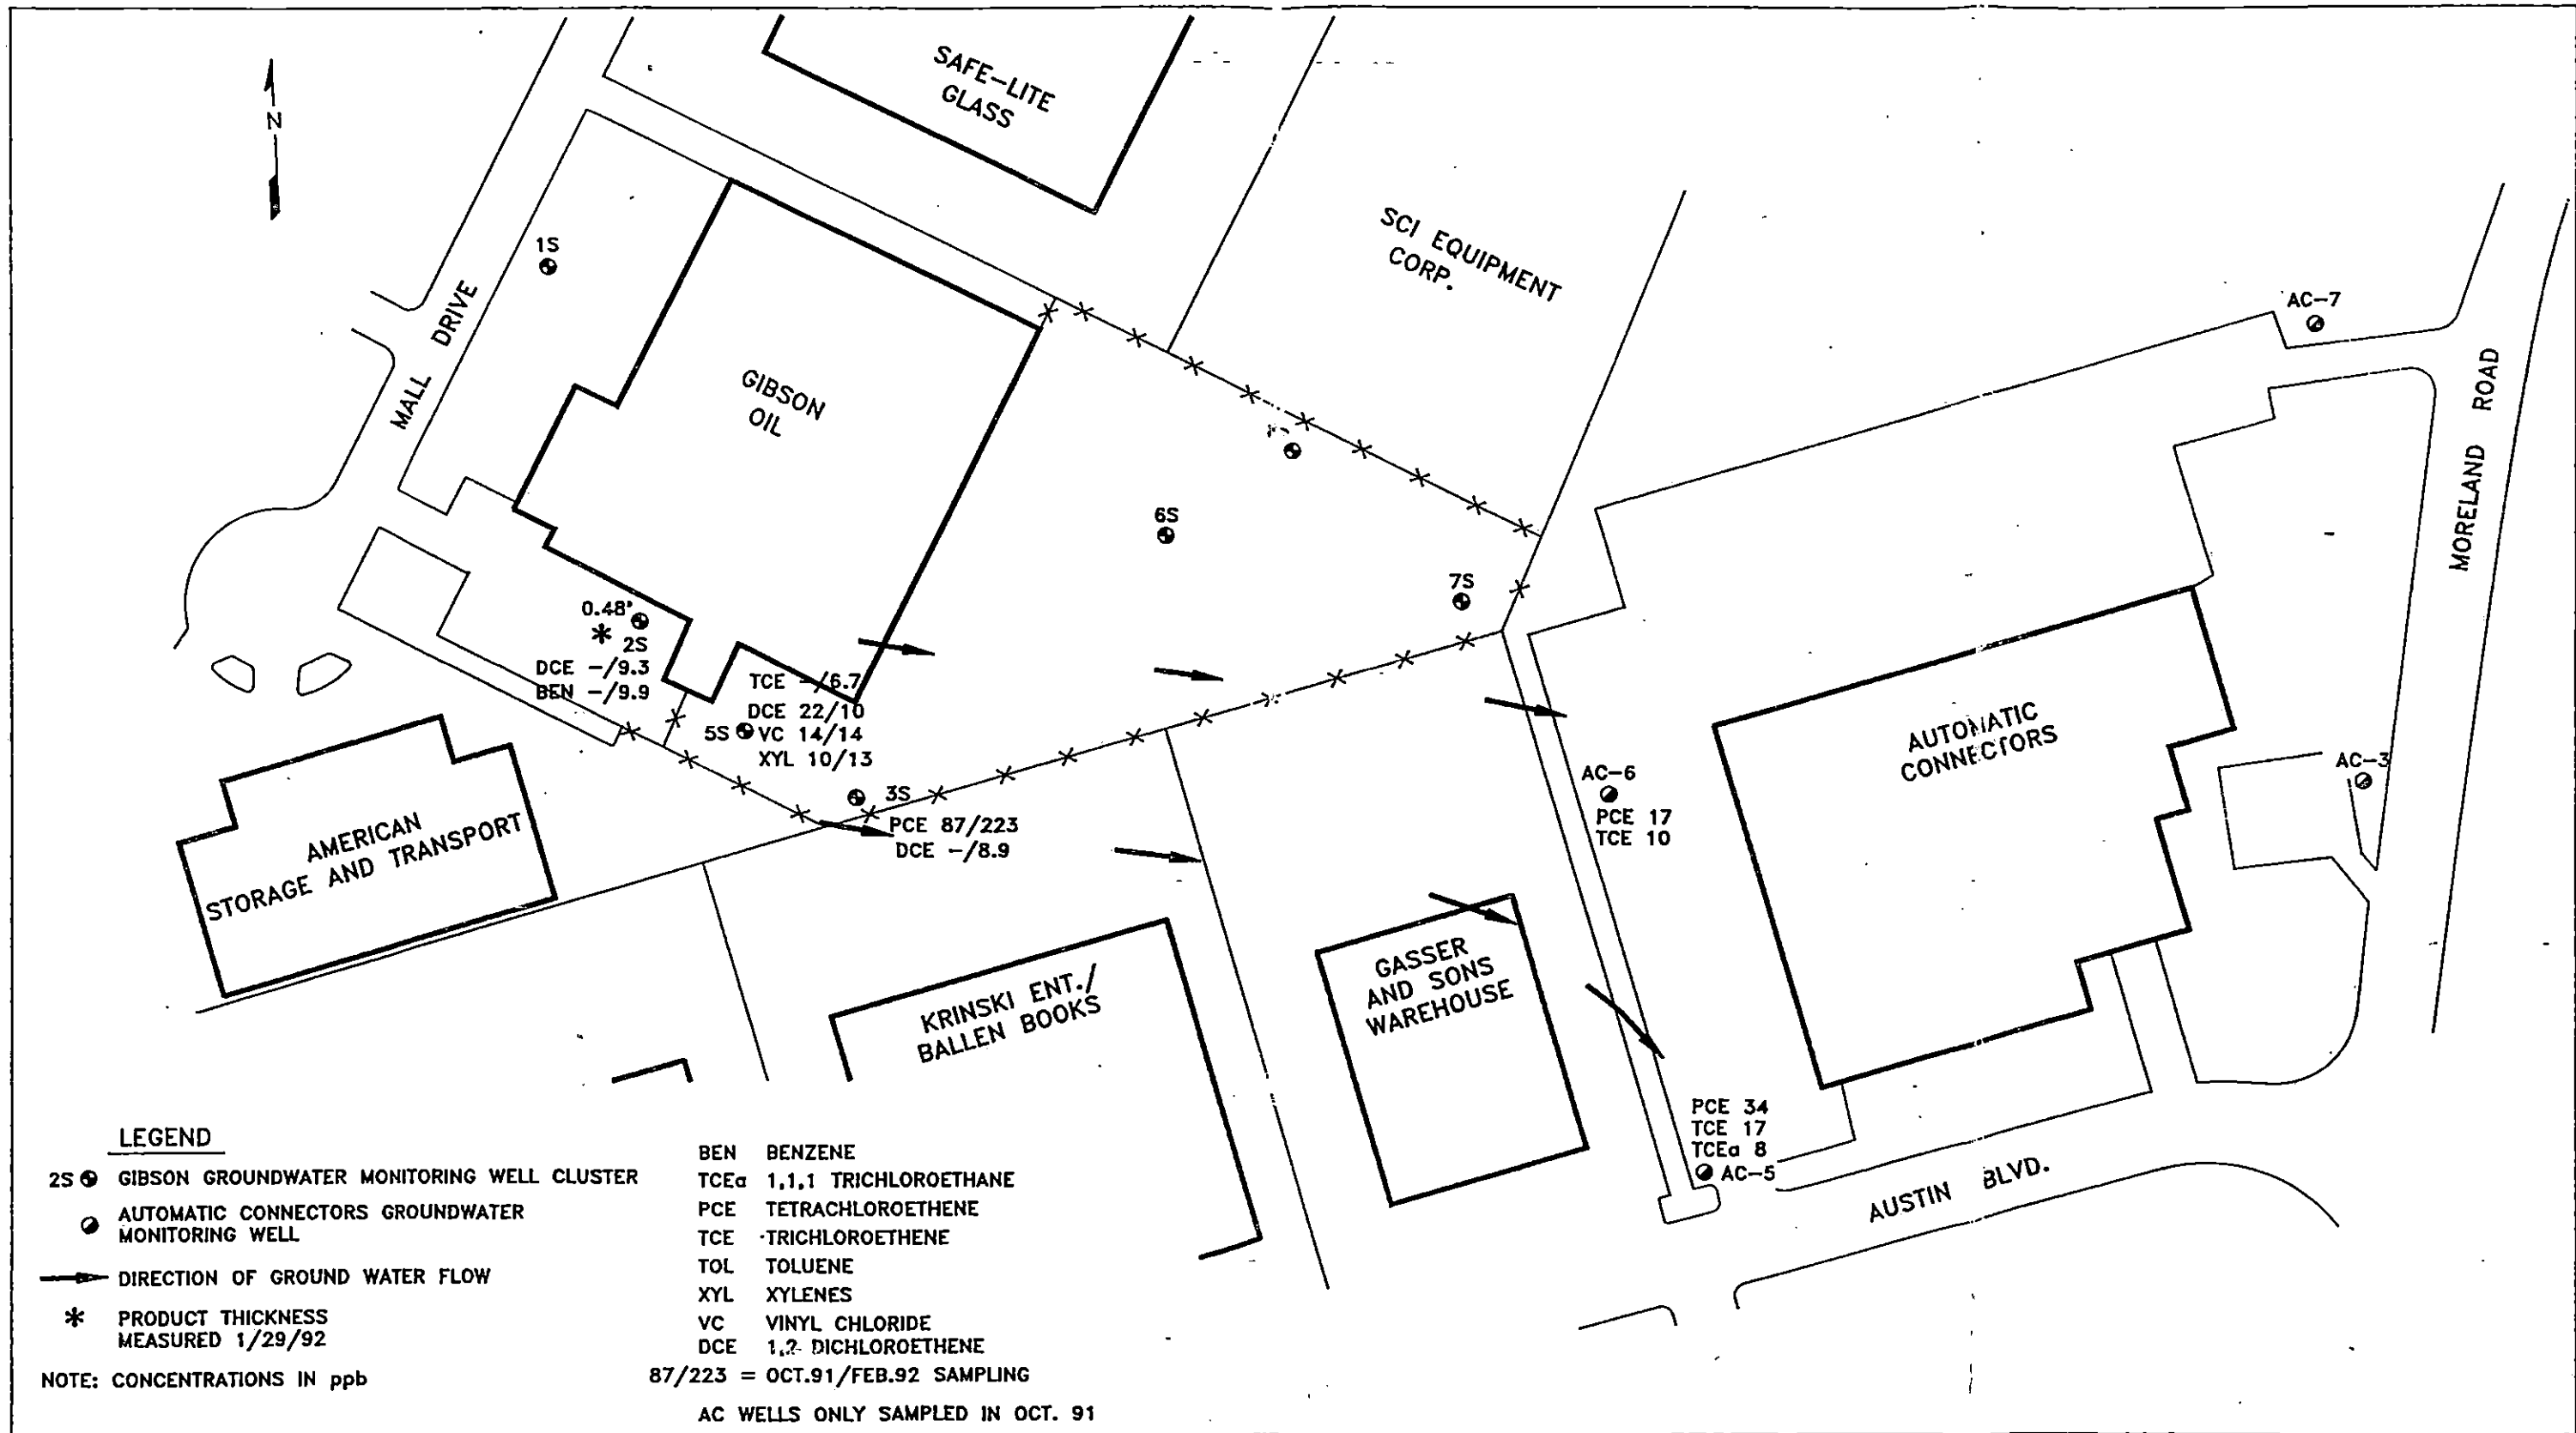 SAFE-LITE
GLASS
N
SCI EQUIPMENT
CORP.
1S
MALL DRIVE
GIBSON
OIL
AC-7
MORELAND ROAD
6S
7S
0.48'
*
2S
DCE -/9.3
BEN -/9.9
TCE -/6.7
DCE 22/10
5S VC 14/14
XYL 10/13
3S
PCE 87/223
DCE -/8.9
AMERICAN
STORAGE AND TRANSPORT
AC-6
PCE 17
TCE 10
AUTOMATIC
CONNECTORS
AC-3
KRINSKI ENT./
BALLEN BOOKS
GASSER
AND SONS
WAREHOUSE
PCE 34
TCE 17
TCEa 8
AC-5
AUSTIN BLVD.
LEGEND
2S GIBSON GROUNDWATER MONITORING WELL CLUSTER
AUTOMATIC CONNECTORS GROUNDWATER
MONITORING WELL
DIRECTION OF GROUND WATER FLOW
* PRODUCT THICKNESS
MEASURED 1/29/92
NOTE: CONCENTRATIONS IN ppb
BEN BENZENE
TCEa 1,1,1 TRICHLOROETHANE
PCE TETRACHLOROETHENE
TCE TRICHLOROETHENE
TOL TOLUENE
XYL XYLENES
VC VINYL CHLORIDE
DCE DICHLOROETHENE
87/223 = OCT.91/FEB.92 SAMPLING
AC WELLS ONLY SAMPLED IN OCT. 91